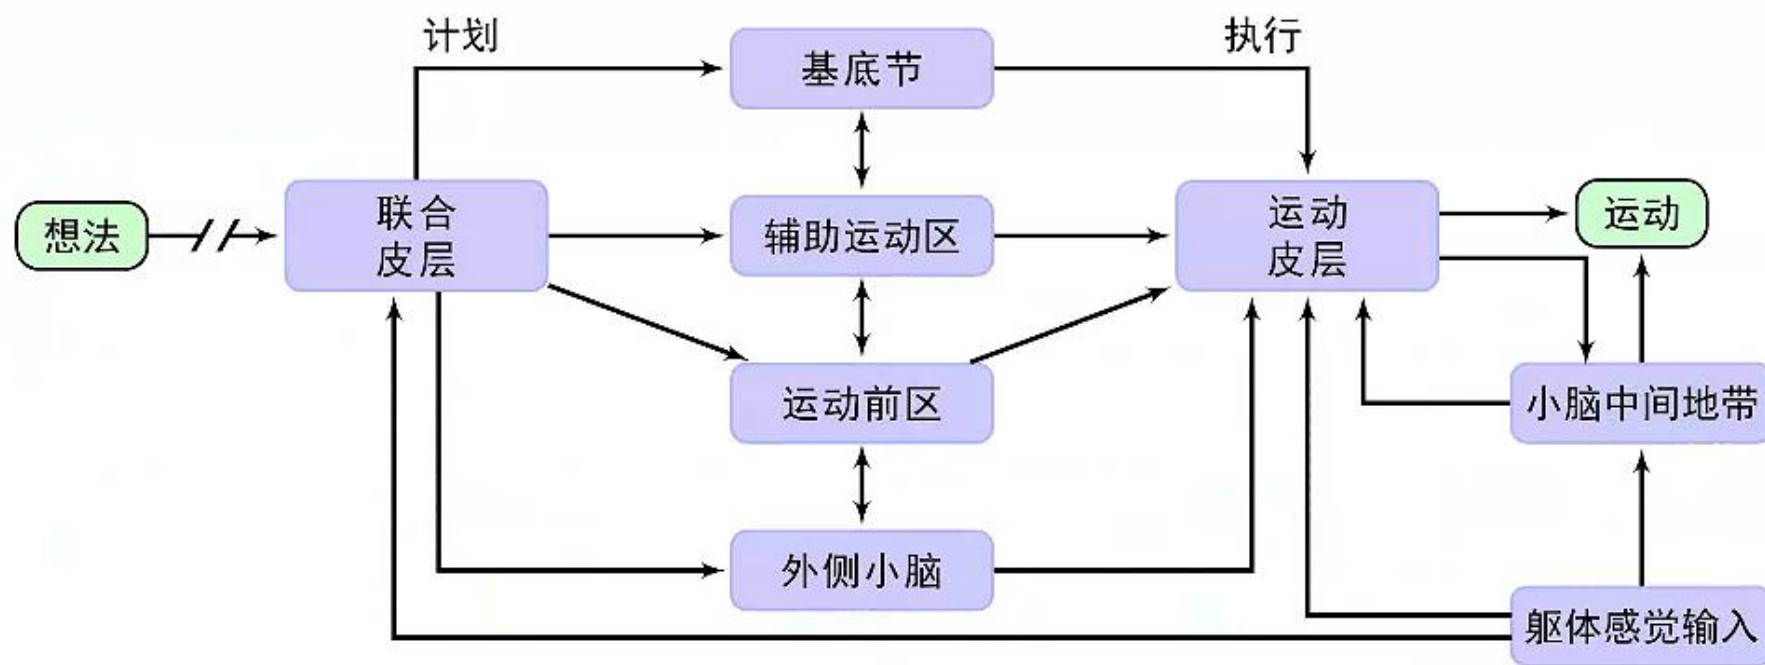 计划
执行
基底节
想法
联合
皮层
辅助运动区
运动
皮层
运动
运动前区
小脑中间地带
外侧小脑
躯体感觉输入